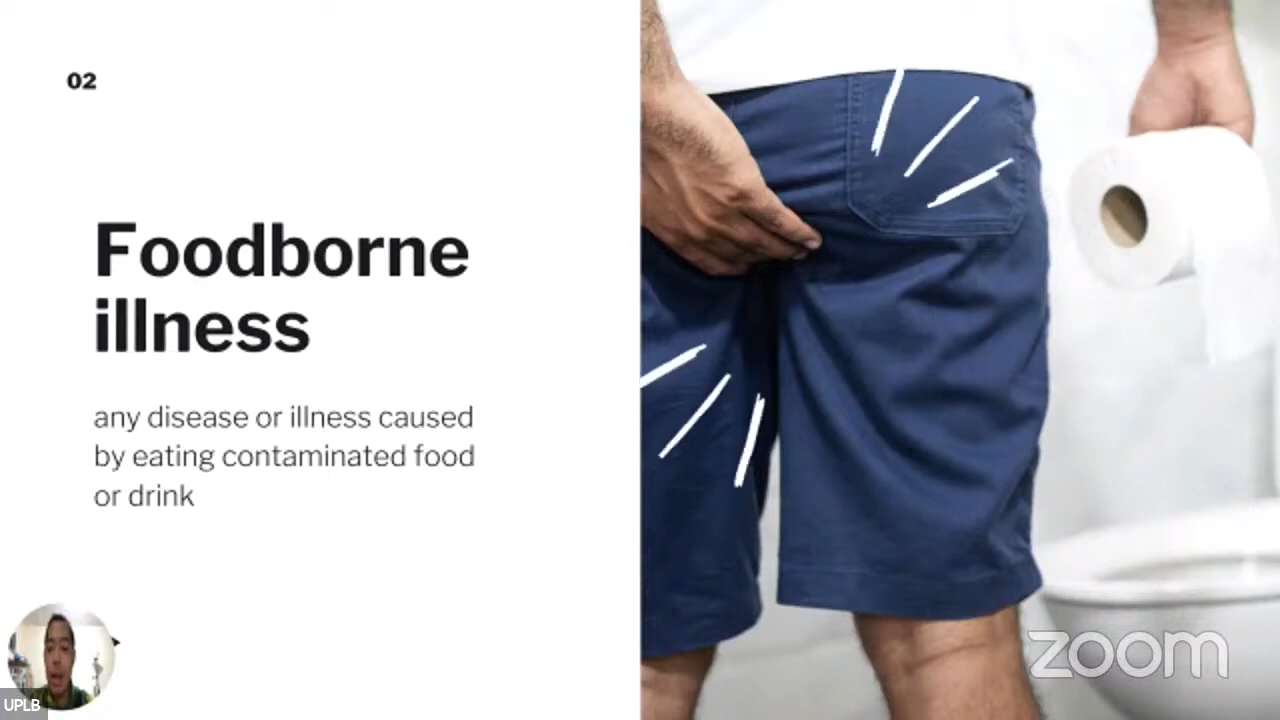 02
Foodborne
illness
any disease or illness caused
by eating contaminated food
or drink
UPLB
zoom